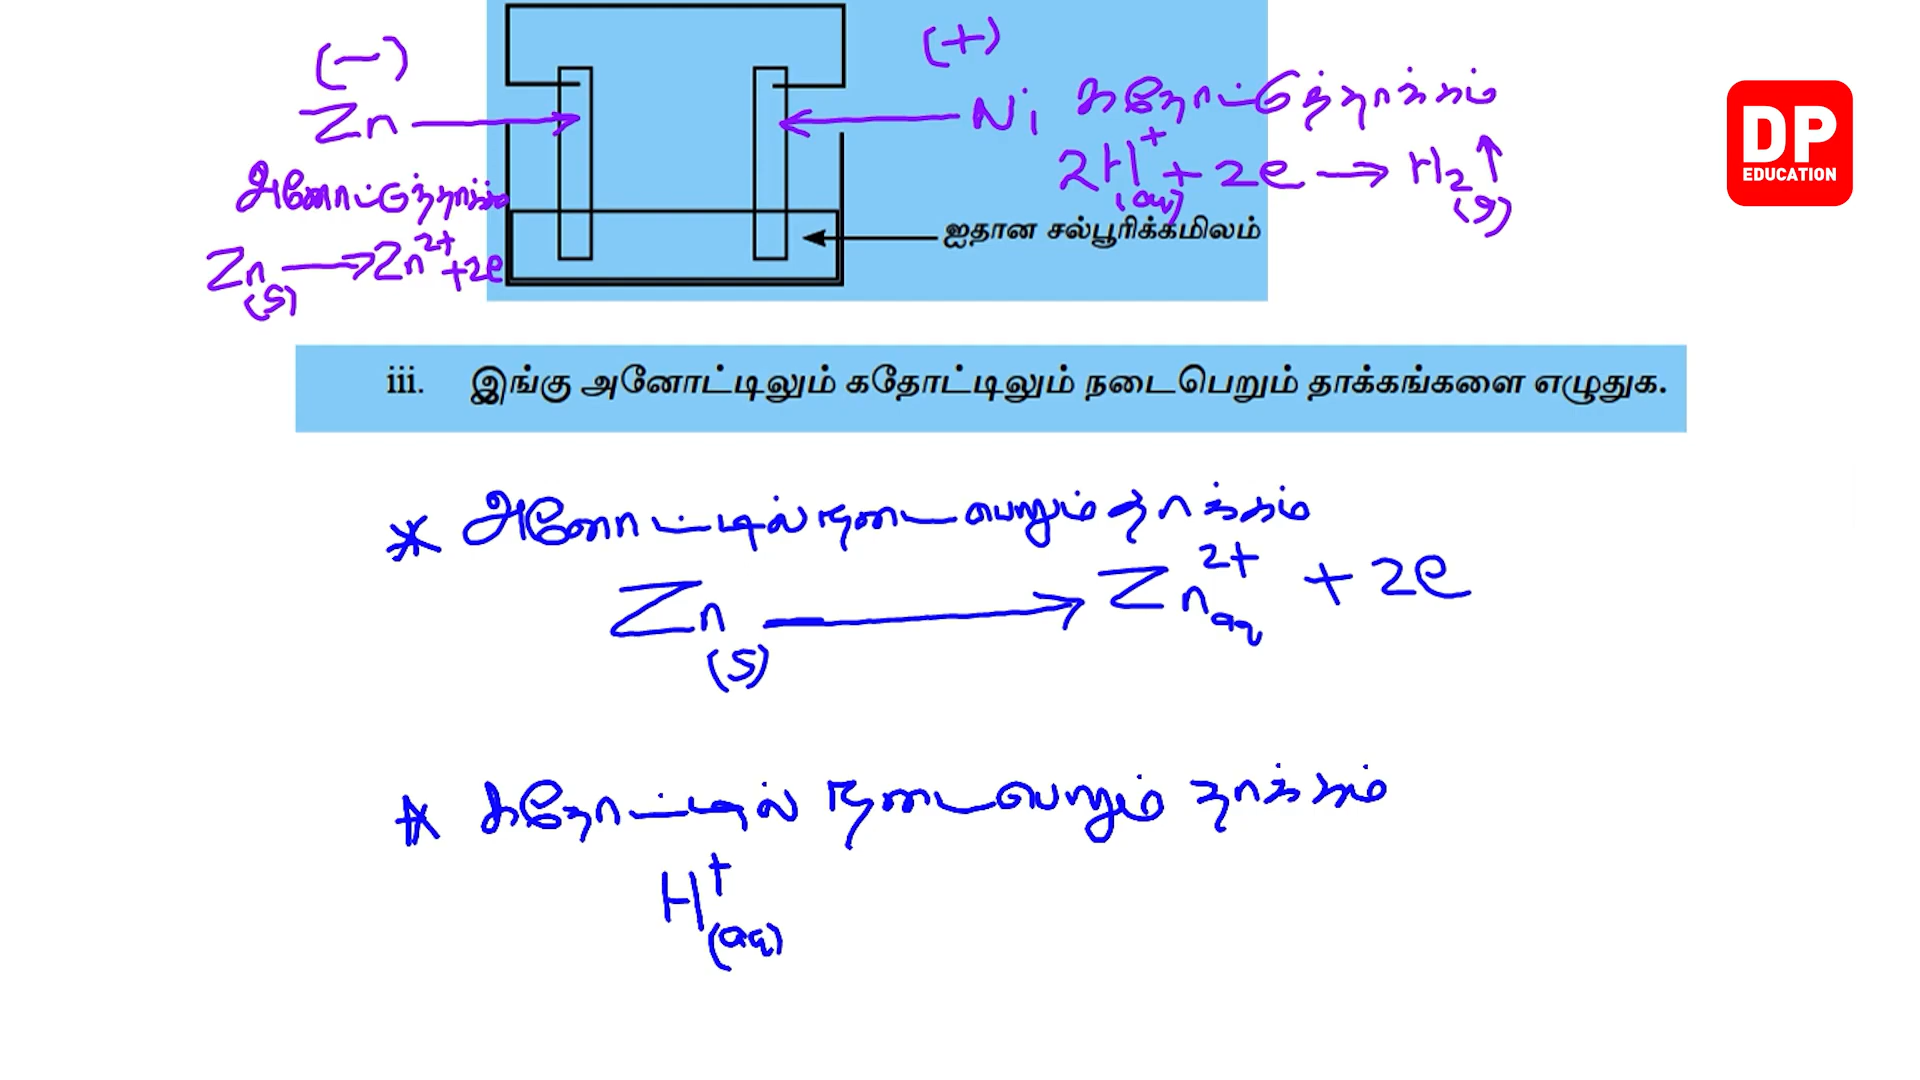 (−)
(+)
Zn
Ni
கதோட்டுத்தாக்கம்
2H⁺(aq) + 2e → H₂(g)↑
அனோட்டுத்தாக்கம்
Zn(s) → Zn²⁺ + 2e
ஐதான சல்பூரிக்கமிலம்
DP
EDUCATION
iii. இங்கு அனோட்டிலும் கதோட்டிலும் நடைபெறும் தாக்கங்களை எழுதுக.
* அனோட்டில் நடைபெறும் தாக்கம்
Zn(s) → Zn²⁺aq + 2e
* கதோட்டில் நடைபெறும் தாக்கம்
H⁺(aq)